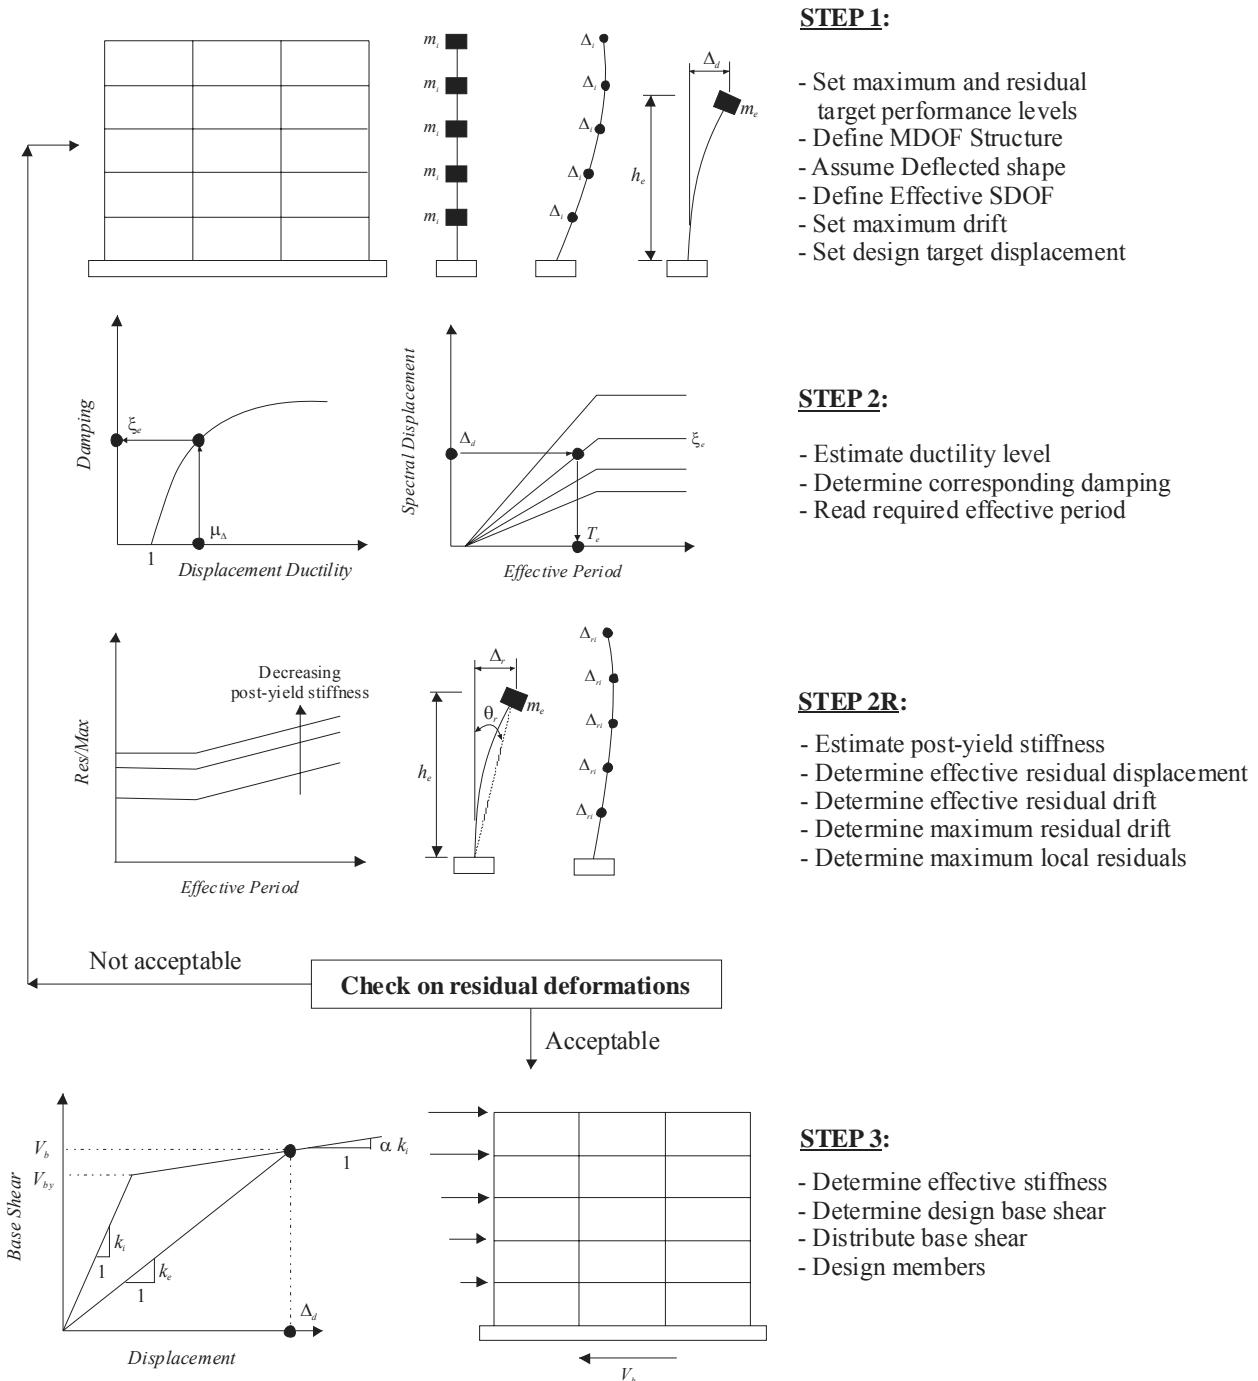 STEP 1:
m_i
m_i
m_i
m_i
m_i
Δ_i
Δ_i
Δ_i
Δ_i
Δ_i
Δ_d
m_e
h_e
- Set maximum and residual
target performance levels
- Define MDOF Structure
- Assume Deflected shape
- Define Effective SDOF
- Set maximum drift
- Set design target displacement
Damping
ξ_e
μ_Δ
1
Displacement Ductility
Spectral Displacement
Δ_d
ξ_e
T_e
Effective Period
STEP 2:
- Estimate ductility level
- Determine corresponding damping
- Read required effective period
Res/Max
Decreasing
post-yield stiffness
Effective Period
Δ_r
θ_r
m_e
h_e
Δ_ri
Δ_ri
Δ_ri
Δ_ri
Δ_ri
STEP 2R:
- Estimate post-yield stiffness
- Determine effective residual displacement
- Determine effective residual drift
- Determine maximum residual drift
- Determine maximum local residuals
Not acceptable
Check on residual deformations
Acceptable
Base Shear
V_b
V_by
k_i
1
k_e
1
α k_i
1
Δ_d
Displacement
V_b
STEP 3:
- Determine effective stiffness
- Determine design base shear
- Distribute base shear
- Design members